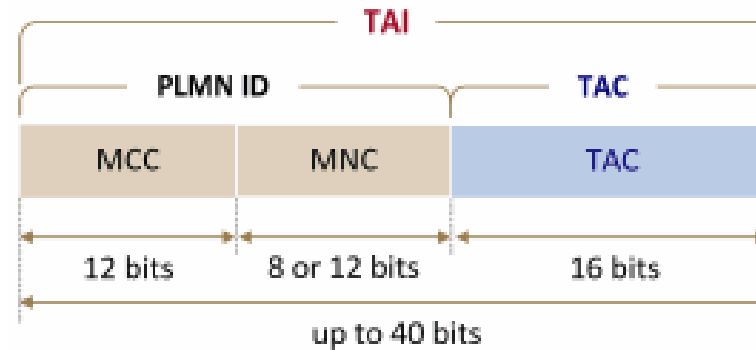 TAI
PLMN ID TAC
MCC MNC TAC
12 bits 8 or 12 bits 16 bits
up to 40 bits